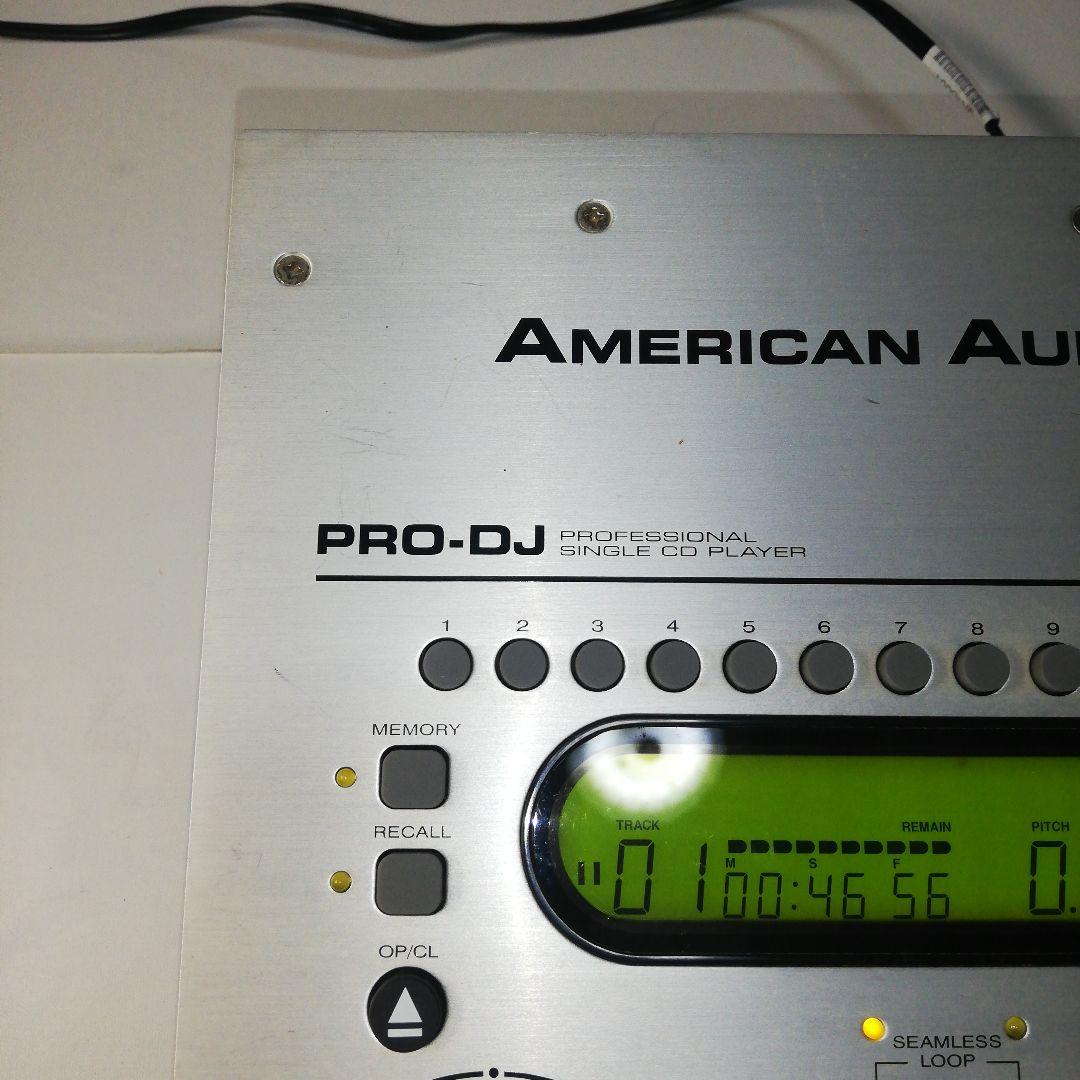 AMERICAN AU
PRO-DJ PROFESSIONAL
SINGLE CD PLAYER
1 2 3 4 5 6 7 8 9
MEMORY
TRACK REMAIN PITCH
RECALL
M S F
01 00:46 56 0.
OP/CL
SEAMLESS
LOOP